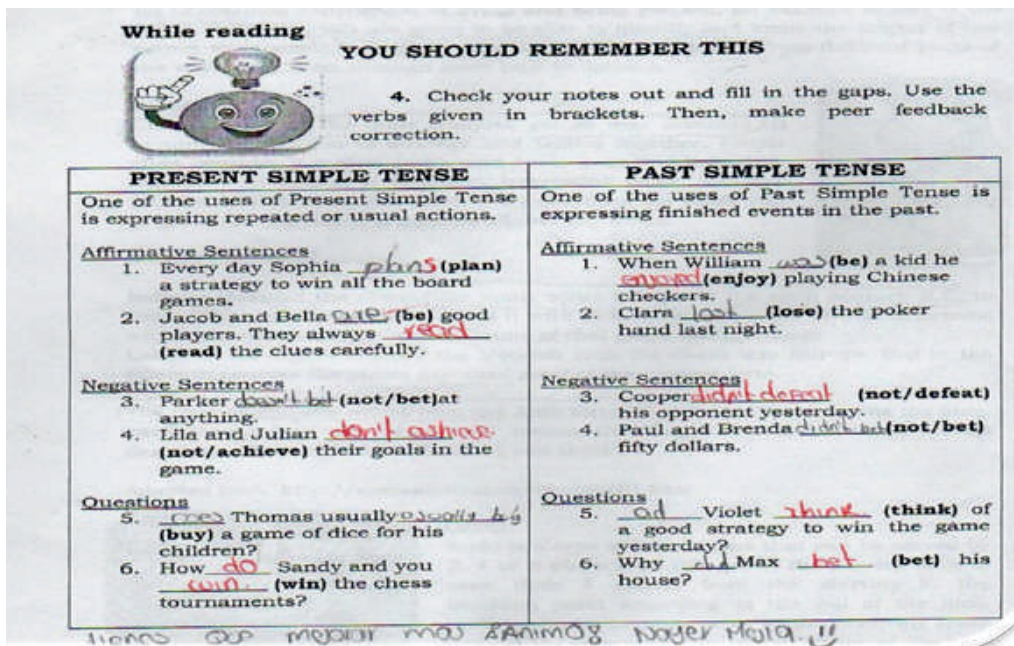 While reading
YOU SHOULD REMEMBER THIS
4. Check your notes out and fill in the gaps. Use the
verbs given in brackets. Then, make peer feedback
correction.
PRESENT SIMPLE TENSE
One of the uses of Present Simple Tense
is expressing repeated or usual actions.
Affirmative Sentences
1. Every day Sophia plans (plan)
a strategy to win all the board
games.
2. Jacob and Bella are (be) good
players. They always read
(read) the clues carefully.
Negative Sentences
3. Parker doesn't bet (not/bet)at
anything.
4. Lila and Julian don't achieve
(not/achieve) their goals in the
game.
Questions
5. Does Thomas usually usually buy
(buy) a game of dice for his
children?
6. How do Sandy and you
win. (win) the chess
tournaments?
PAST SIMPLE TENSE
One of the uses of Past Simple Tense is
expressing finished events in the past.
Affirmative Sentences
1. When William was (be) a kid he
enjoyed (enjoy) playing Chinese
checkers.
2. Clara lost (lose) the poker
hand last night.
Negative Sentences
3. Cooper didn't defeat (not/defeat)
his opponent yesterday.
4. Paul and Brenda didn't bet (not/bet)
fifty dollars.
Questions
5. Violet think (think) of
a good strategy to win the game
yesterday?
6. Why did Max bet (bet) his
house?
tienes que mejorar mas Animos